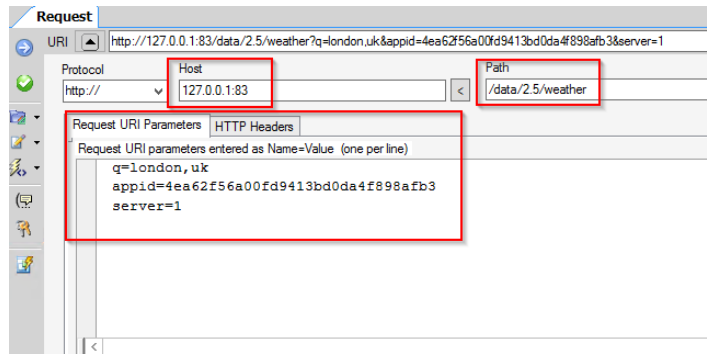 Request
URI http://127.0.0.1:83/data/2.5/weather?q=london,uk&appid=4ea62f56a00fd9413bd0da4f898afb3&server=1
Protocol Host Path
http:// 127.0.0.1:83 < /data/2.5/weather
Request URI Parameters HTTP Headers
Request URI parameters entered as Name=Value (one per line)
q=london,uk
appid=4ea62f56a00fd9413bd0da4f898afb3
server=1